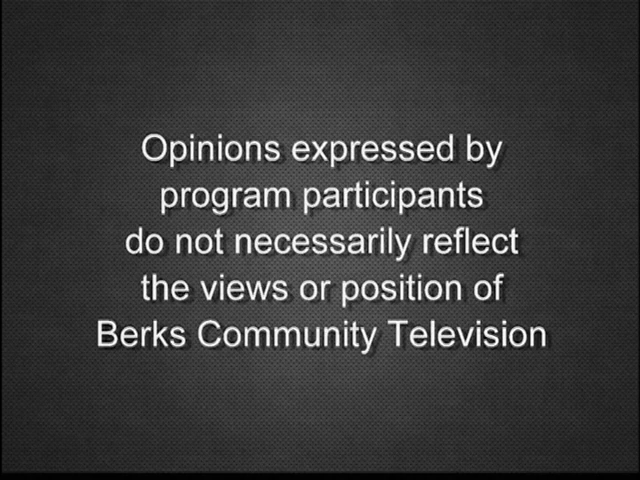 Opinions expressed by
program participants
do not necessarily reflect
the views or position of
Berks Community Television